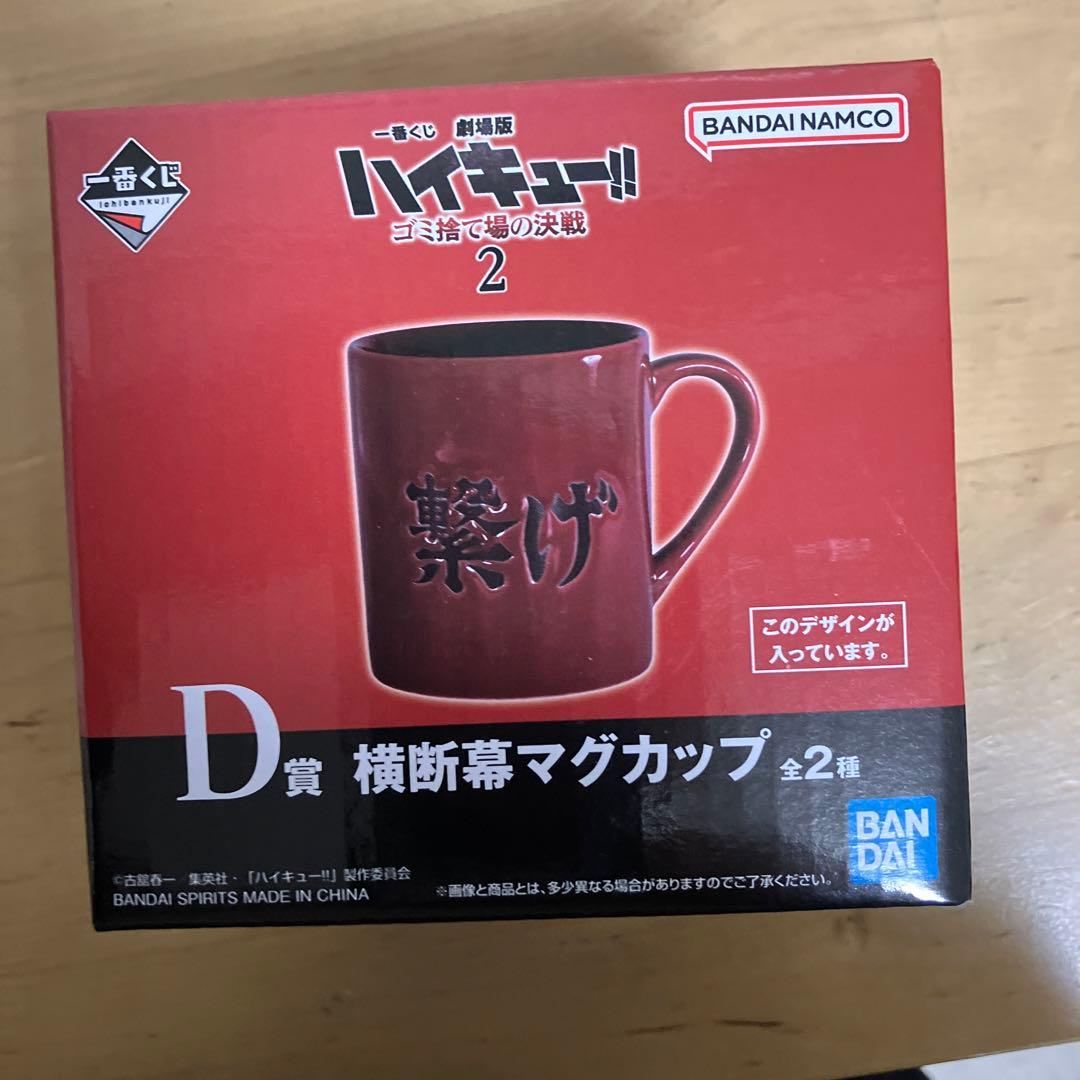 一番くじ
ichibankuji
一番くじ 劇場版
ハイキュー!!
ゴミ捨て場の決戦
2
BANDAI NAMCO
繋げ
このデザインが
入っています。
D賞 横断幕マグカップ 全2種
BAN
DAI
©古舘春一／集英社・「ハイキュー!!」製作委員会
BANDAI SPIRITS MADE IN CHINA
※画像と商品とは、多少異なる場合がありますのでご了承ください。